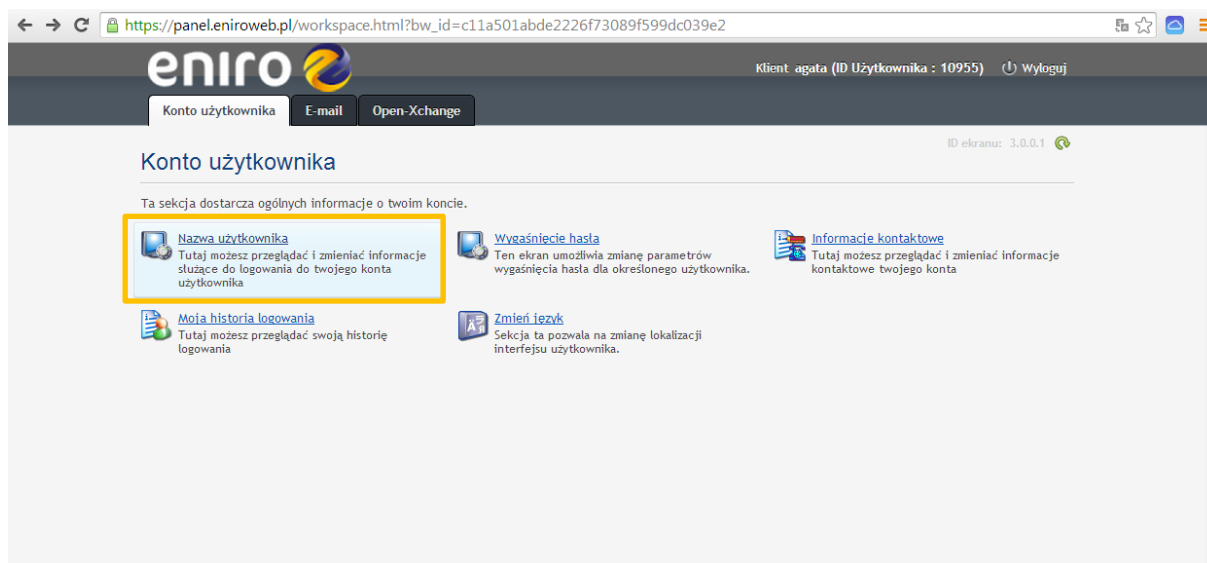 https://panel.eniroweb.pl/workspace.html?bw_id=c11a501abde2226f73089f599dc039e2
eniro
Klient agata (ID Użytkownika : 10955) Wyloguj
Konto użytkownika E-mail Open-Xchange
ID ekranu: 3.0.0.1
Konto użytkownika
Ta sekcja dostarcza ogólnych informacje o twoim koncie.
Nazwa użytkownika
Tutaj możesz przeglądać i zmieniać informacje
służące do logowania do twojego konta
użytkownika
Wygaśnięcie hasła
Ten ekran umożliwia zmianę parametrów
wygaśnięcia hasła dla określonego użytkownika.
Informacje kontaktowe
Tutaj możesz przeglądać i zmieniać informacje
kontaktowe twojego konta
Moja historia logowania
Tutaj możesz przeglądać swoją historię
logowania
Zmień język
Sekcja ta pozwala na zmianę lokalizacji
interfejsu użytkownika.